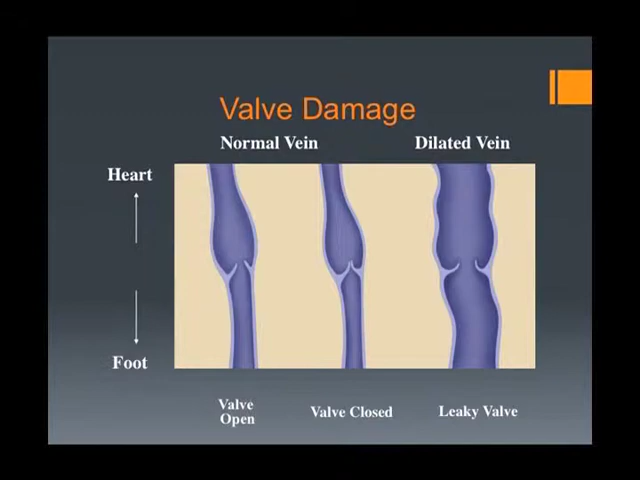 Valve Damage
Normal Vein
Dilated Vein
Heart
Foot
Valve
Open
Valve Closed
Leaky Valve